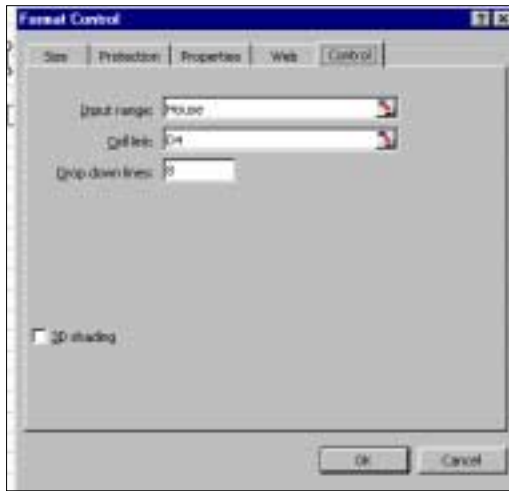 Format Control
Size Protection Properties Web Control
Input range: House
Cell link: D4
Drop down lines: 8
3D shading
OK Cancel